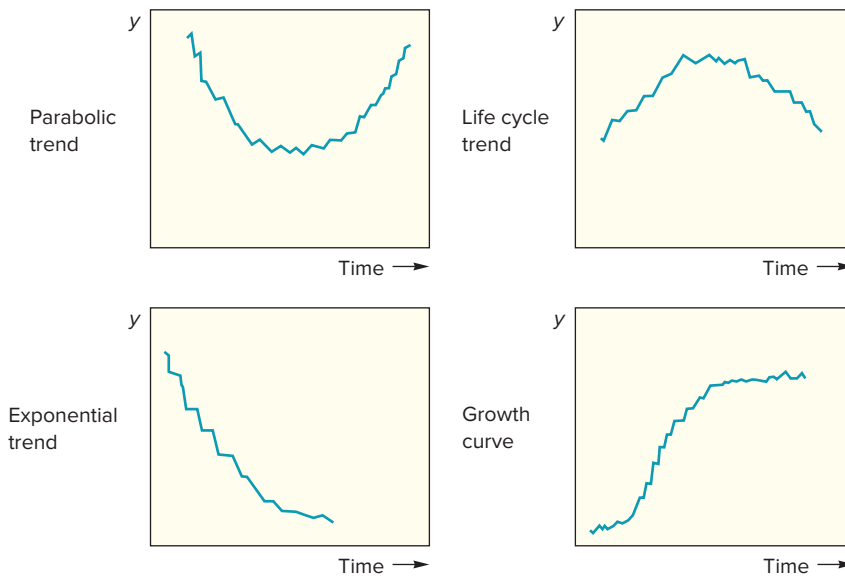 y
Parabolic
trend
Time
y
Life cycle
trend
Time
y
Exponential
trend
Time
y
Growth
curve
Time